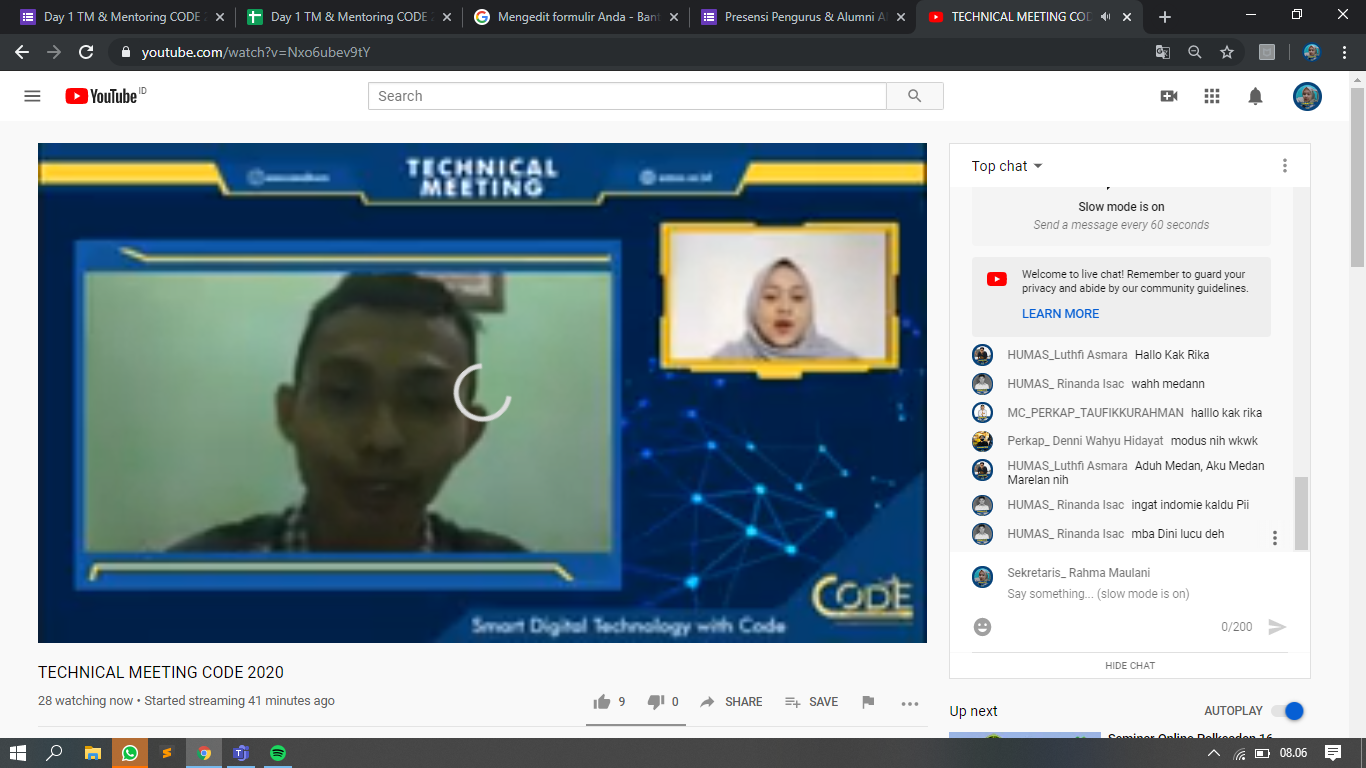 Day 1 TM & Mentoring CODE 2
Day 1 TM & Mentoring CODE 2
Mengedit formulir Anda - Bant
Presensi Pengurus & Alumni A
TECHNICAL MEETING COD
youtube.com/watch?v=Nxo6ubev9tY
YouTube ID
Search
TECHNICAL
MEETING
CODE
Smart Digital Technology with Code
TECHNICAL MEETING CODE 2020
28 watching now • Started streaming 41 minutes ago
9
0
SHARE
SAVE
Top chat
Slow mode is on
Send a message every 60 seconds
Welcome to live chat! Remember to guard your
privacy and abide by our community guidelines.
LEARN MORE
HUMAS_Luthfi Asmara Hallo Kak Rika
HUMAS_ Rinanda Isac wahh medann
MC_PERKAP_TAUFIKKURAHMAN halllo kak rika
Perkap_ Denni Wahyu Hidayat modus nih wkwk
HUMAS_Luthfi Asmara Aduh Medan, Aku Medan
Marelan nih
HUMAS_ Rinanda Isac ingat indomie kaldu Pii
HUMAS_ Rinanda Isac mba Dini lucu deh
Sekretaris_ Rahma Maulani
Say something... (slow mode is on)
0/200
HIDE CHAT
Up next
AUTOPLAY
Seminar Online Polkesden 16
08.06